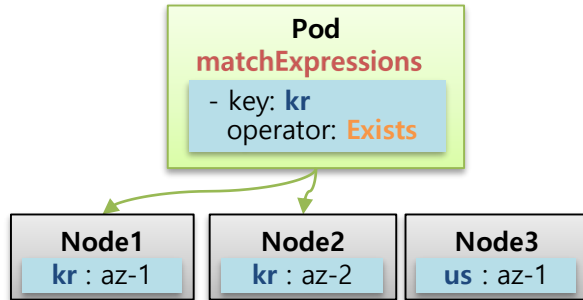 Pod
matchExpressions
- key: kr
operator: Exists
Node1
kr : az-1
Node2
kr : az-2
Node3
us : az-1